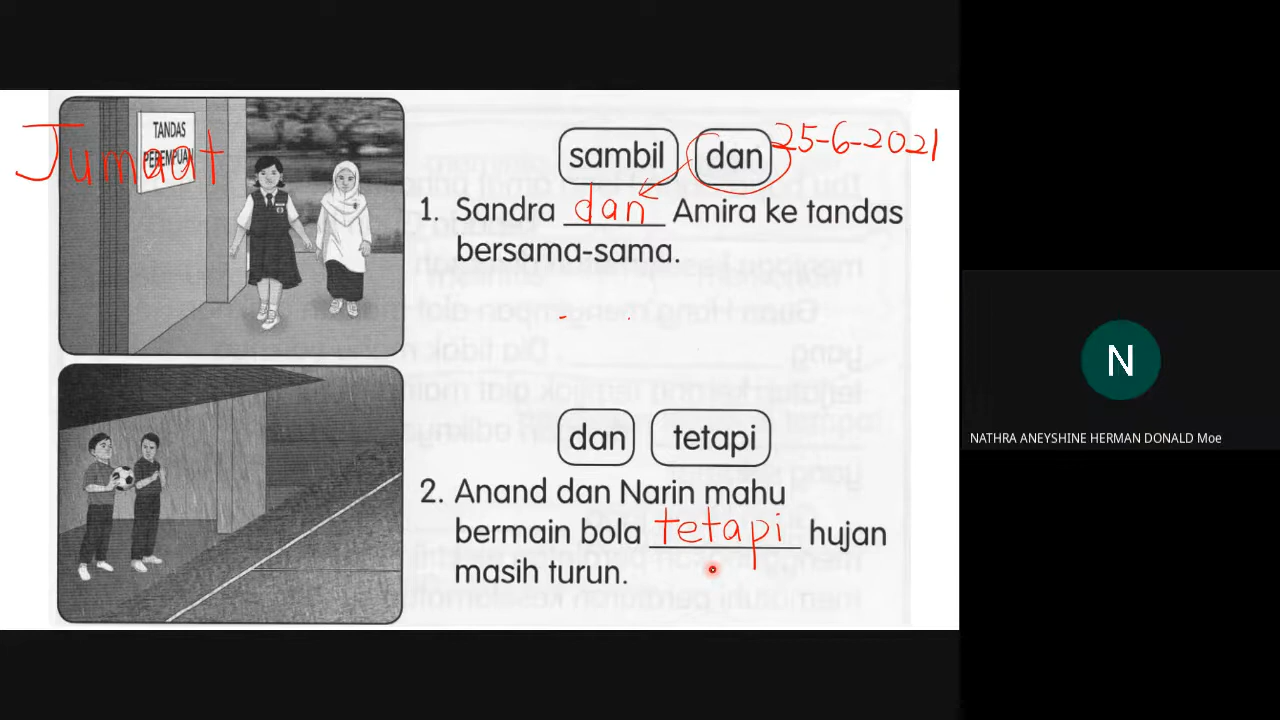 Jumaat
25-6-2021
TANDAS
PEREMPUAN
sambil dan
1. Sandra dan Amira ke tandas
bersama-sama.
dan tetapi
2. Anand dan Narin mahu
bermain bola tetapi hujan
masih turun.
N
NATHRA ANEYSHINE HERMAN DONALD Moe